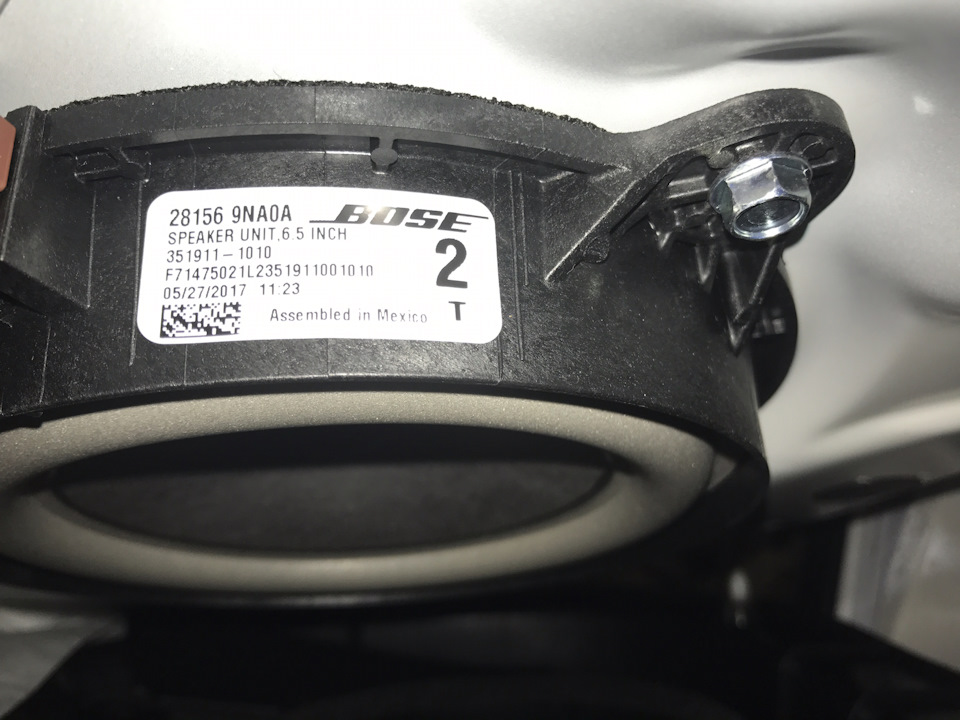 28156 9NA0A BOSE
SPEAKER UNIT,6.5 INCH
351911-1010 2
F71475021L2351911001010
05/27/2017 11:23
Assembled in Mexico T